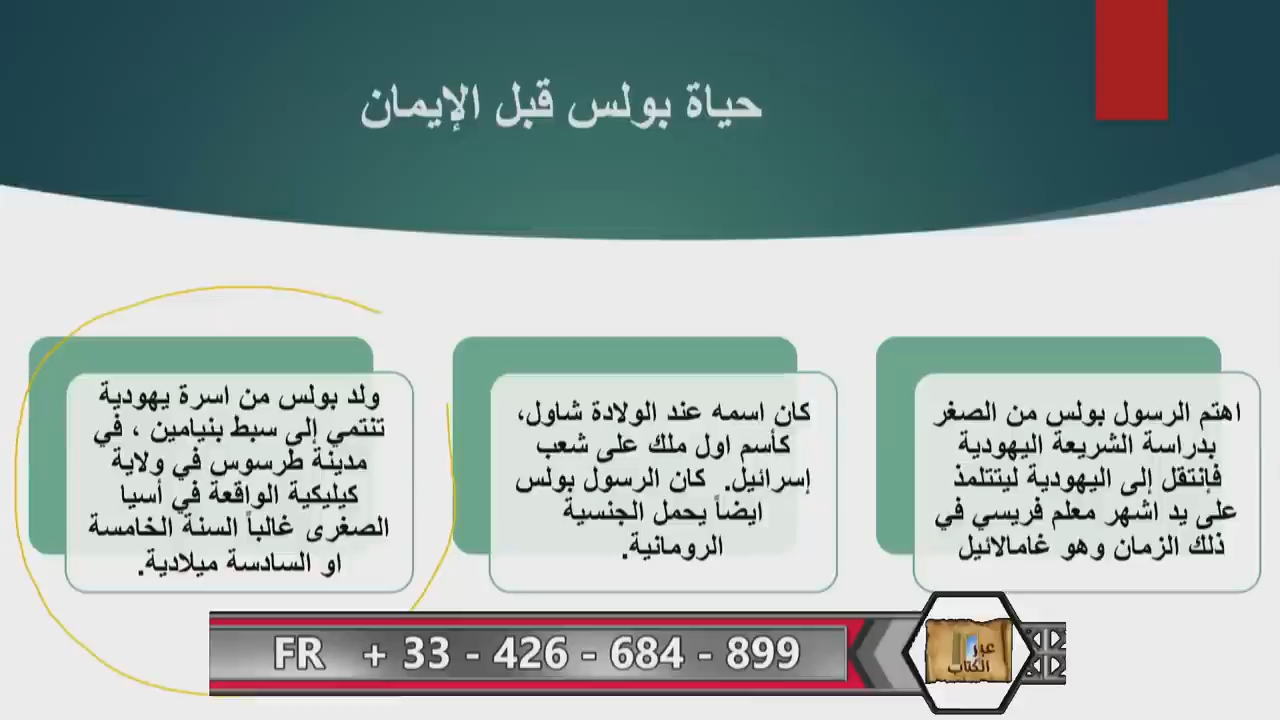 حياة بولس قبل الإيمان
اهتم الرسول بولس من الصغر
بدراسة الشريعة اليهودية
فإنتقل إلى اليهودية ليتتلمذ
على يد اشهر معلم فريسي في
ذلك الزمان وهو غامالائيل
كان اسمه عند الولادة شاول،
كأسم اول ملك على شعب
إسرائيل. كان الرسول بولس
ايضاً يحمل الجنسية
الرومانية.
ولد بولس من اسرة يهودية
تنتمي إلى سبط بنيامين ، في
مدينة طرسوس في ولاية
كيليكية الواقعة في أسيا
الصغرى غالباً السنة الخامسة
او السادسة ميلادية.
FR + 33 - 426 - 684 - 899
عبر
الكتاب